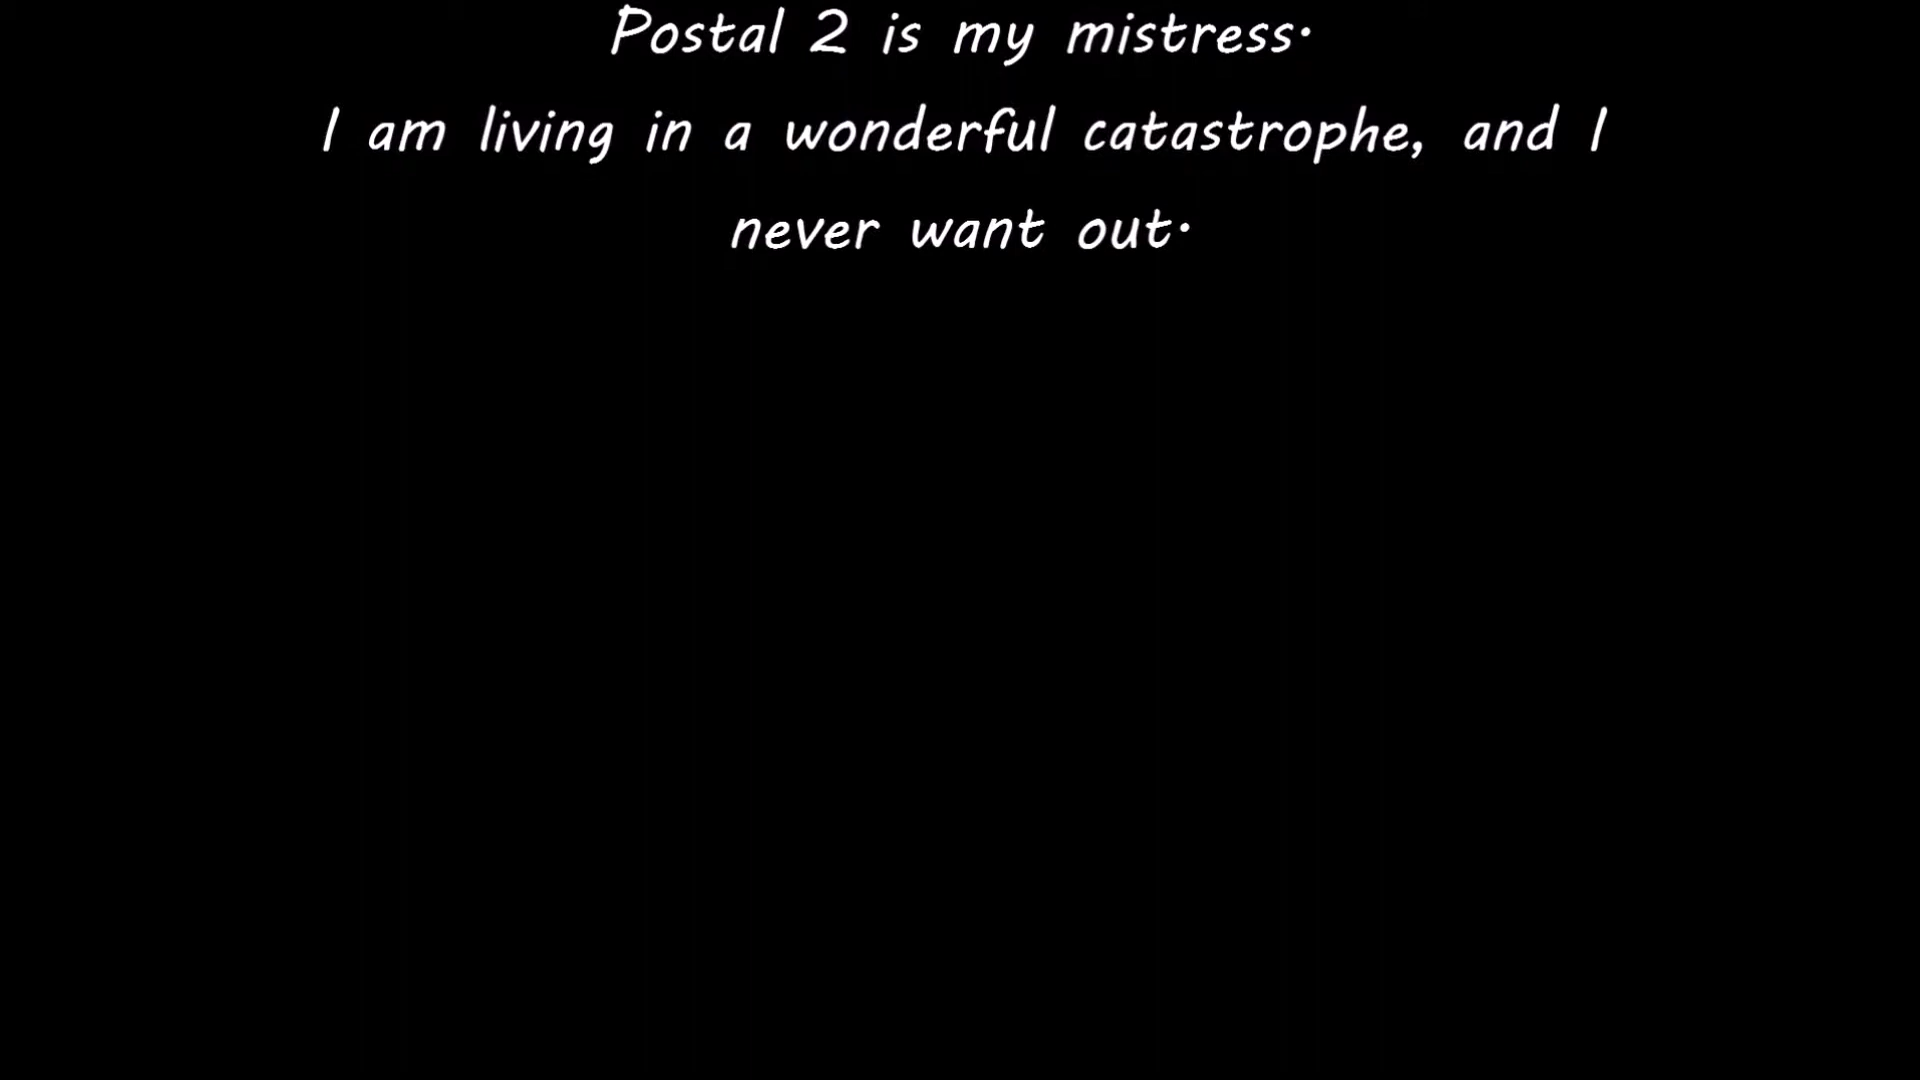 Postal 2 is my mistress.
I am living in a wonderful catastrophe, and I
never want out.